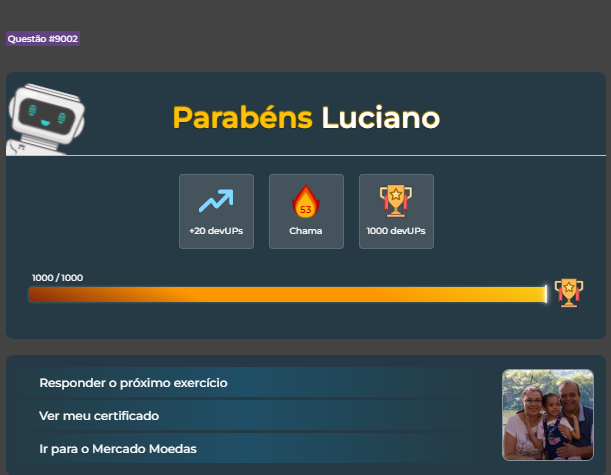 Questão #9002
Parabéns Luciano
53
+20 devUPs
Chama
1000 devUPs
1000 / 1000
Responder o próximo exercício
Ver meu certificado
Ir para o Mercado Moedas